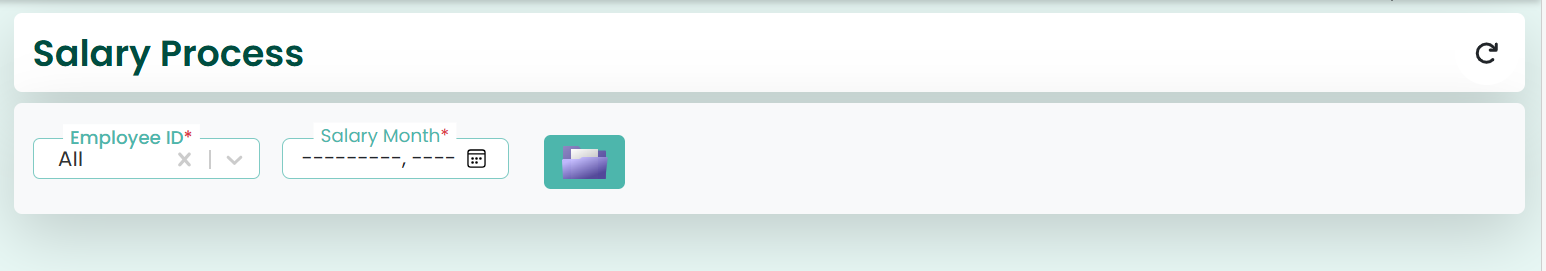 Salary Process
Employee ID*
All
Salary Month*
---------, ----